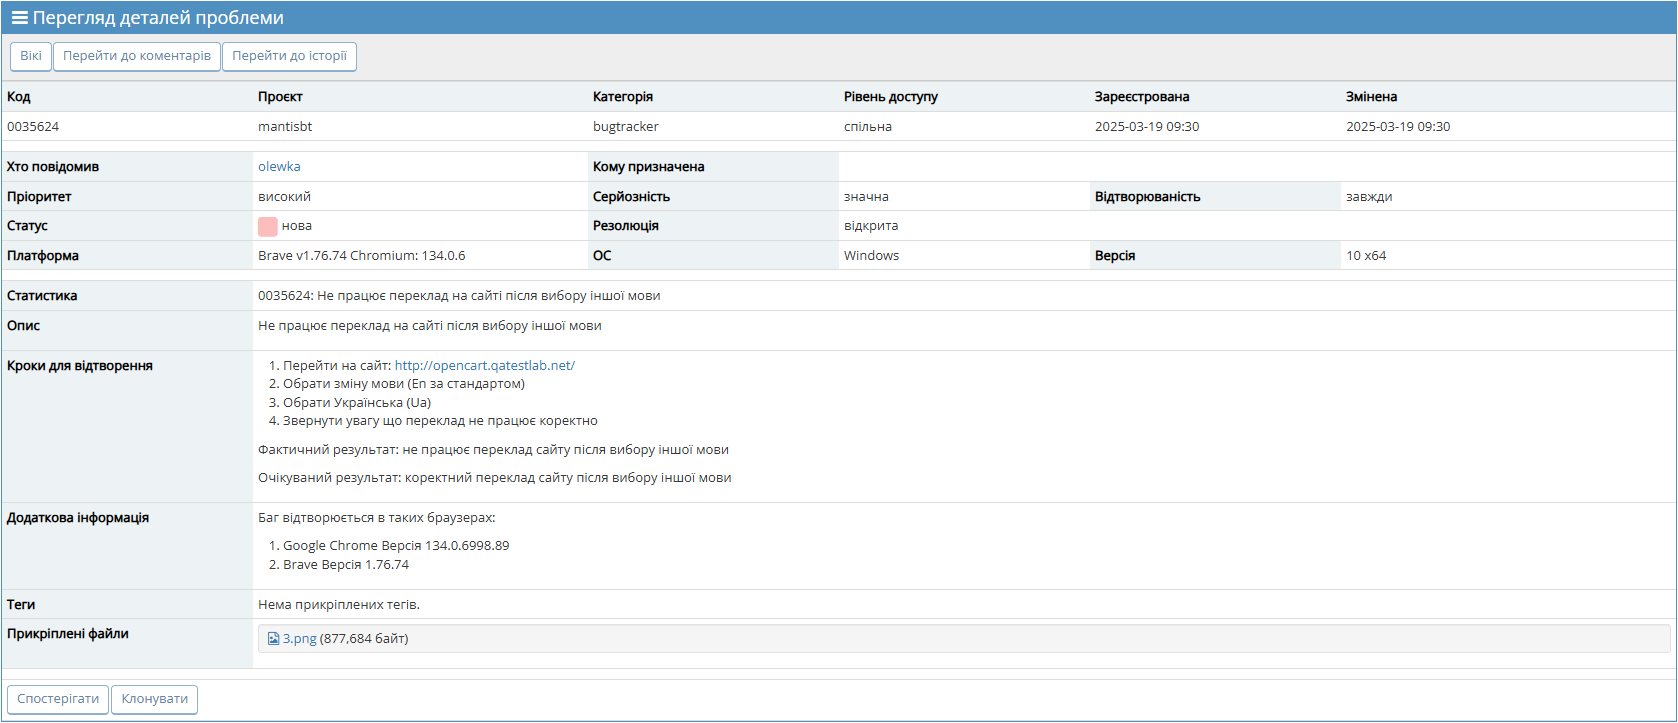 Перегляд деталей проблеми
Вікі Перейти до коментарів Перейти до історії
Код Проєкт Категорія Рівень доступу Зареєстрована Змінена
0035624 mantisbt bugtracker спільна 2025-03-19 09:30 2025-03-19 09:30
Хто повідомив olewka Кому призначена
Пріоритет високий Серйозність значна Відтворюваність завжди
Статус нова Резолюція відкрита
Платформа Brave v1.76.74 Chromium: 134.0.6 ОС Windows Версія 10 x64
Статистика 0035624: Не працює переклад на сайті після вибору іншої мови
Опис Не працює переклад на сайті після вибору іншої мови
Кроки для відтворення 1. Перейти на сайт: http://opencart.qatestlab.net/
2. Обрати зміну мови (En за стандартом)
3. Обрати Українська (Ua)
4. Звернути увагу що переклад не працює коректно
Фактичний результат: не працює переклад сайту після вибору іншої мови
Очікуваний результат: коректний переклад сайту після вибору іншої мови
Додаткова інформація Баг відтворюється в таких браузерах:
1. Google Chrome Версія 134.0.6998.89
2. Brave Версія 1.76.74
Теги Нема прикріплених тегів.
Прикріплені файли 3.png (877,684 байт)
Спостерігати Клонувати